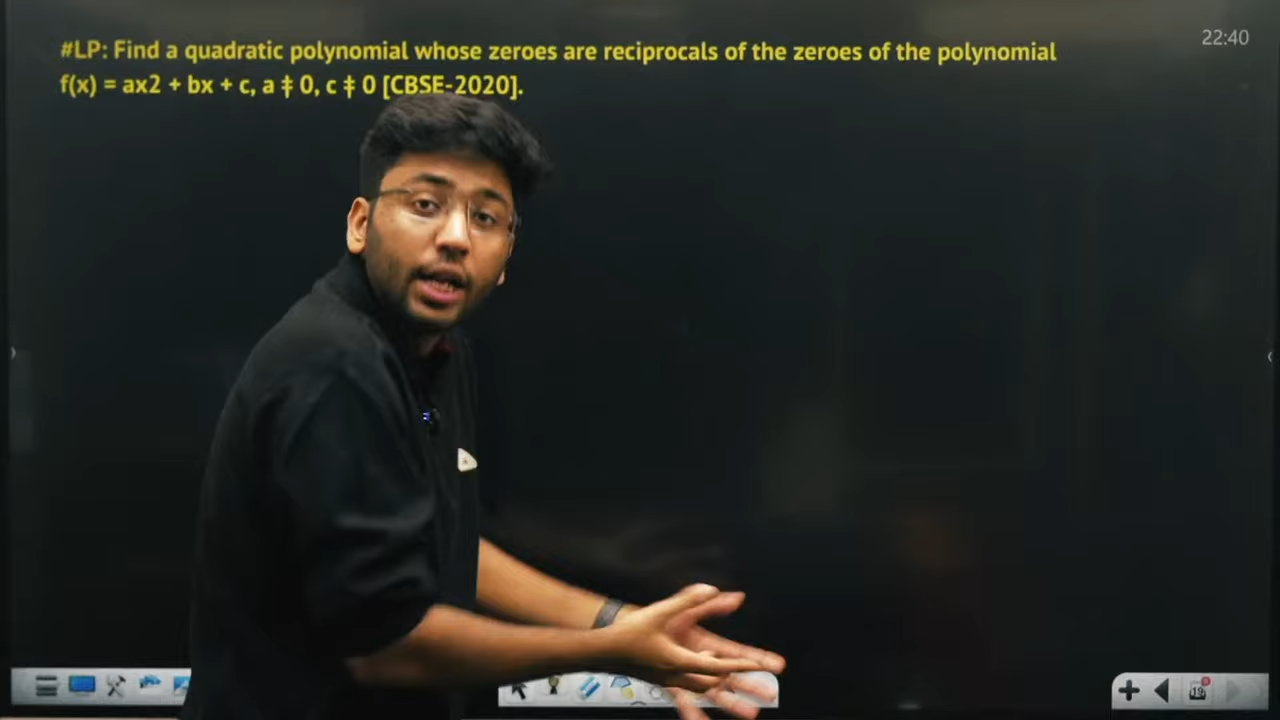 #LP: Find a quadratic polynomial whose zeroes are reciprocals of the zeroes of the polynomial
f(x) = ax2 + bx + c, a ‡ 0, c ‡ 0 [CBSE-2020].
22:40
19